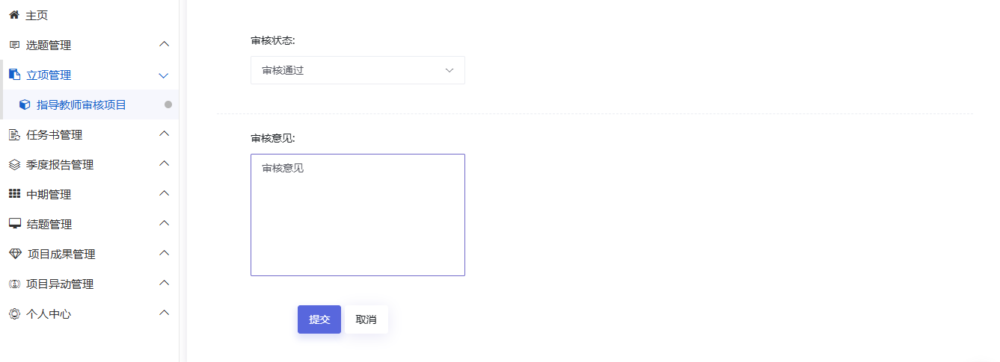 主页
选题管理
立项管理
指导教师审核项目
任务书管理
季度报告管理
中期管理
结题管理
项目成果管理
项目异动管理
个人中心
审核状态:
审核通过
审核意见:
审核意见
提交 取消